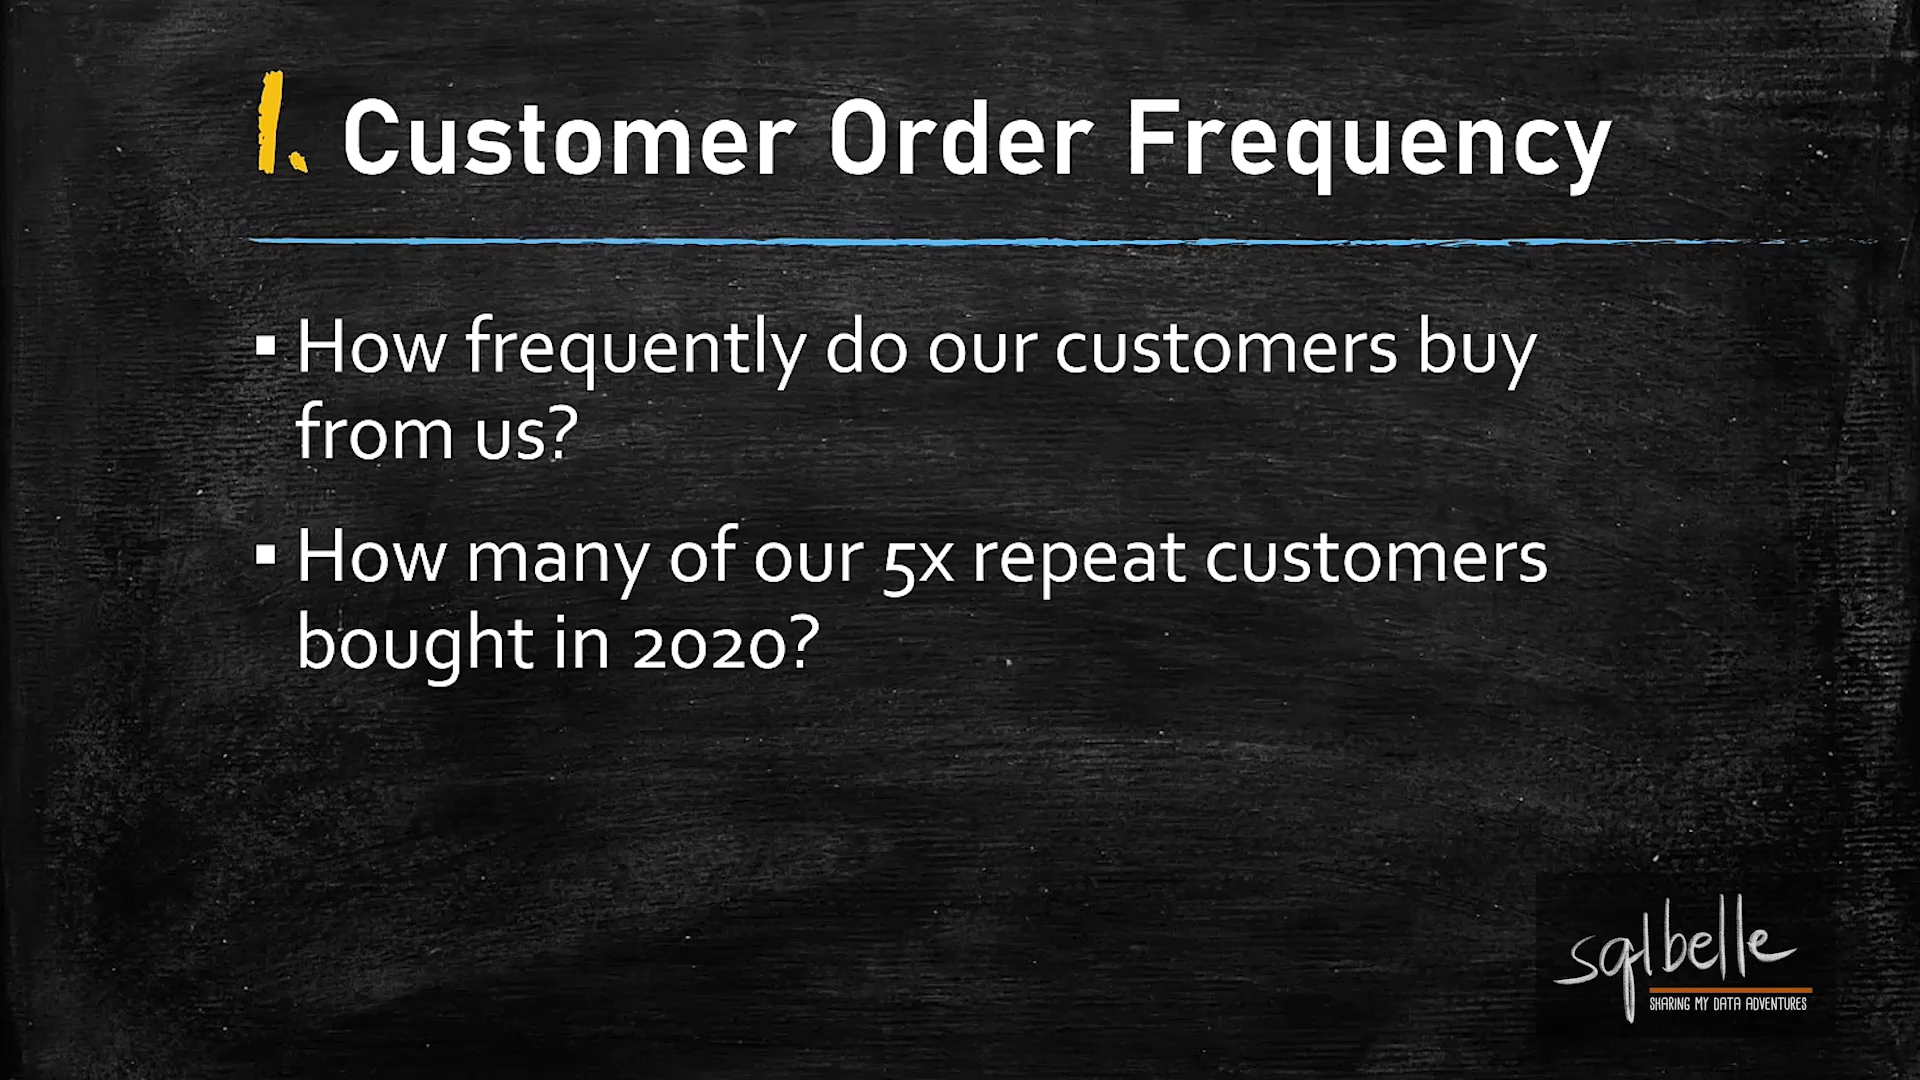 1. Customer Order Frequency
▪ How frequently do our customers buy
from us?
▪ How many of our 5x repeat customers
bought in 2020?
sqlbelle
SHARING MY DATA ADVENTURES